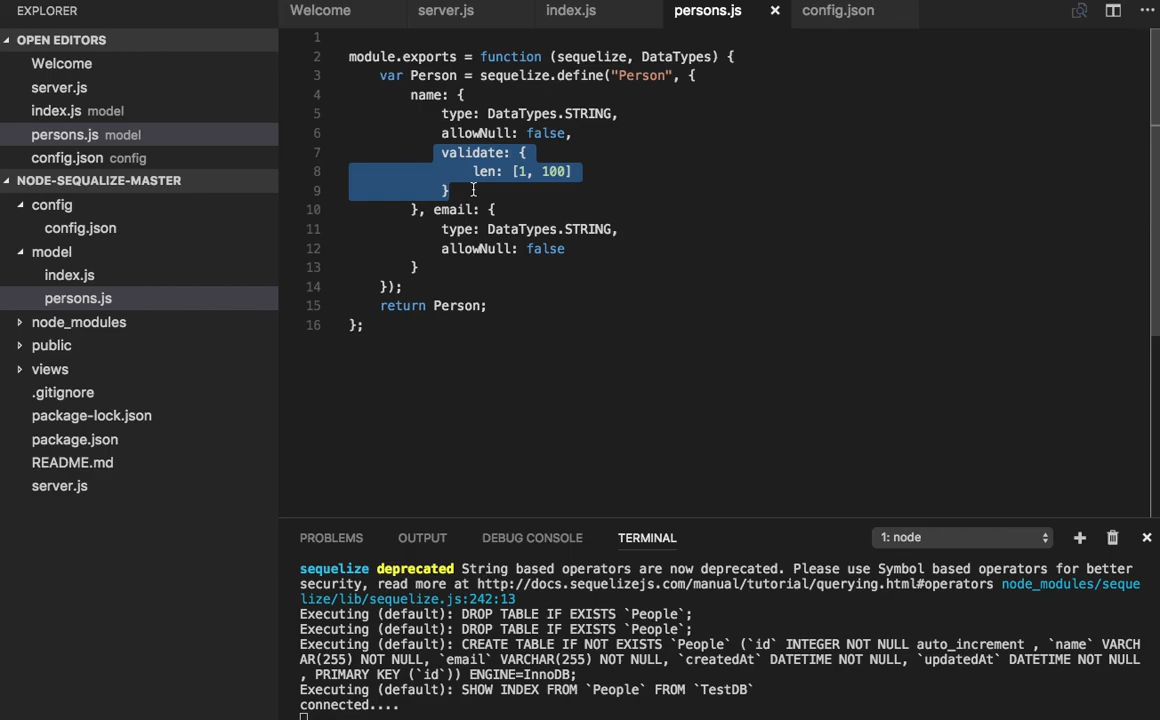 EXPLORER
OPEN EDITORS
Welcome
server.js
index.js model
persons.js model
config.json config
NODE-SEQUALIZE-MASTER
config
config.json
model
index.js
persons.js
node_modules
public
views
.gitignore
package-lock.json
package.json
README.md
server.js
Welcome server.js index.js persons.js × config.json
1
2 module.exports = function (sequelize, DataTypes) {
3 var Person = sequelize.define("Person", {
4 name: {
5 type: DataTypes.STRING,
6 allowNull: false,
7 validate: {
8 len: [1, 100]
9 }
10 }, email: {
11 type: DataTypes.STRING,
12 allowNull: false
13 }
14 });
15 return Person;
16 };
PROBLEMS OUTPUT DEBUG CONSOLE TERMINAL 1: node
sequelize deprecated String based operators are now deprecated. Please use Symbol based operators for better
security, read more at http://docs.sequelizejs.com/manual/tutorial/querying.html#operators node_modules/seque
lize/lib/sequelize.js:242:13
Executing (default): DROP TABLE IF EXISTS `People`;
Executing (default): DROP TABLE IF EXISTS `People`;
Executing (default): CREATE TABLE IF NOT EXISTS `People` (`id` INTEGER NOT NULL auto_increment , `name` VARCH
AR(255) NOT NULL, `email` VARCHAR(255) NOT NULL, `createdAt` DATETIME NOT NULL, `updatedAt` DATETIME NOT NULL
, PRIMARY KEY (`id`)) ENGINE=InnoDB;
Executing (default): SHOW INDEX FROM `People` FROM `TestDB`
connected....